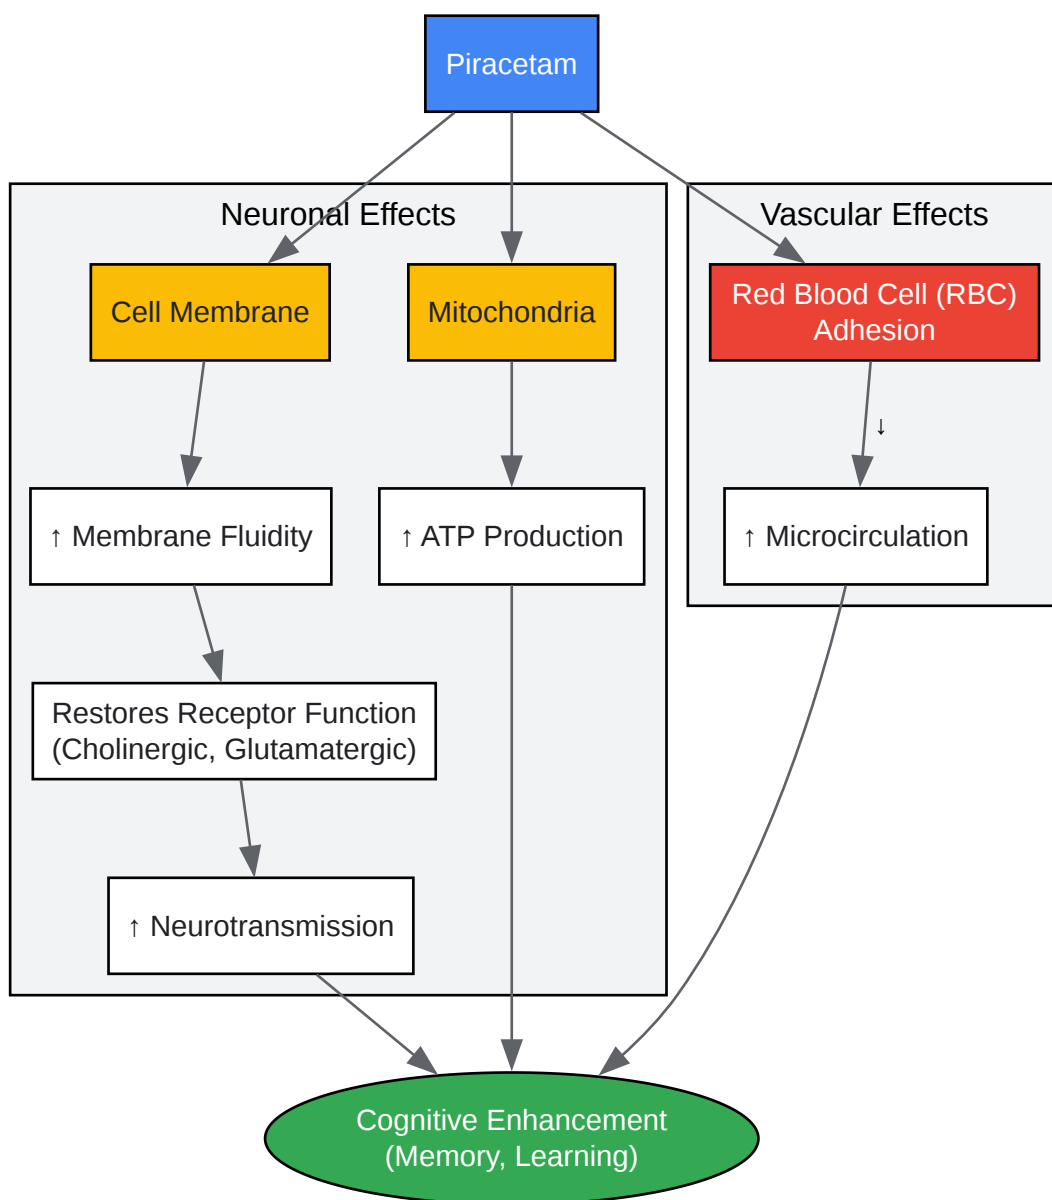 Piracetam
Neuronal Effects
Vascular Effects
Cell Membrane
Mitochondria
Red Blood Cell (RBC)
Adhesion
↓
↑ Membrane Fluidity
↑ ATP Production
↑ Microcirculation
Restores Receptor Function
(Cholinergic, Glutamatergic)
↑ Neurotransmission
Cognitive Enhancement
(Memory, Learning)